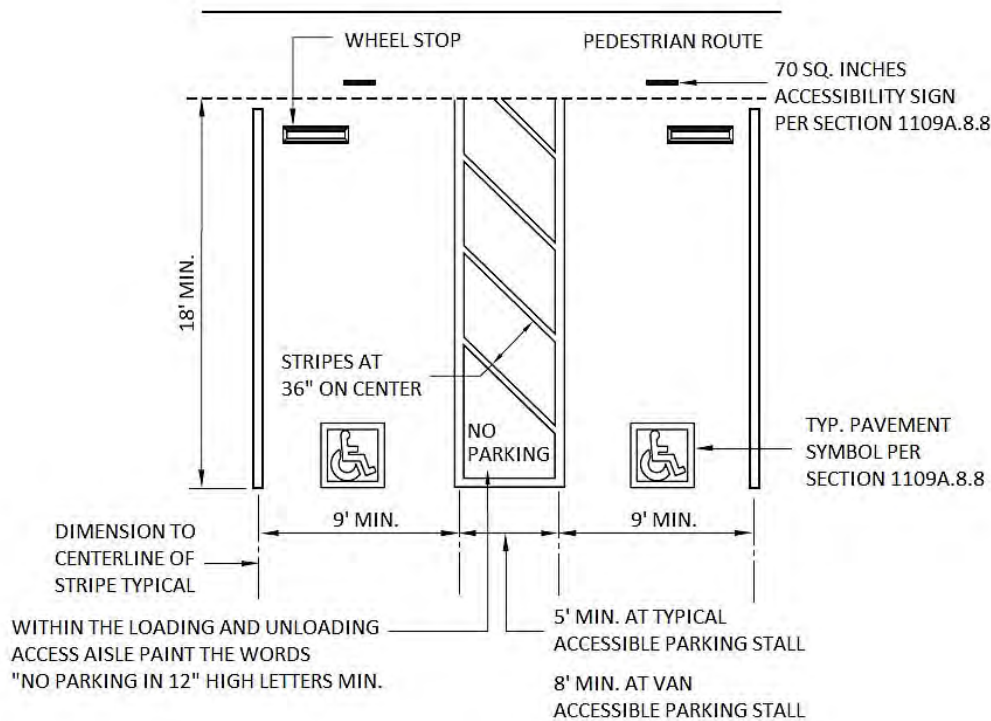 WHEEL STOP
PEDESTRIAN ROUTE
70 SQ. INCHES
ACCESSIBILITY SIGN
PER SECTION 1109A.8.8
18' MIN.
STRIPES AT
36" ON CENTER
NO
PARKING
TYP. PAVEMENT
SYMBOL PER
SECTION 1109A.8.8
9' MIN.
9' MIN.
DIMENSION TO
CENTERLINE OF
STRIPE TYPICAL
WITHIN THE LOADING AND UNLOADING
ACCESS AISLE PAINT THE WORDS
"NO PARKING IN 12" HIGH LETTERS MIN.
5' MIN. AT TYPICAL
ACCESSIBLE PARKING STALL
8' MIN. AT VAN
ACCESSIBLE PARKING STALL